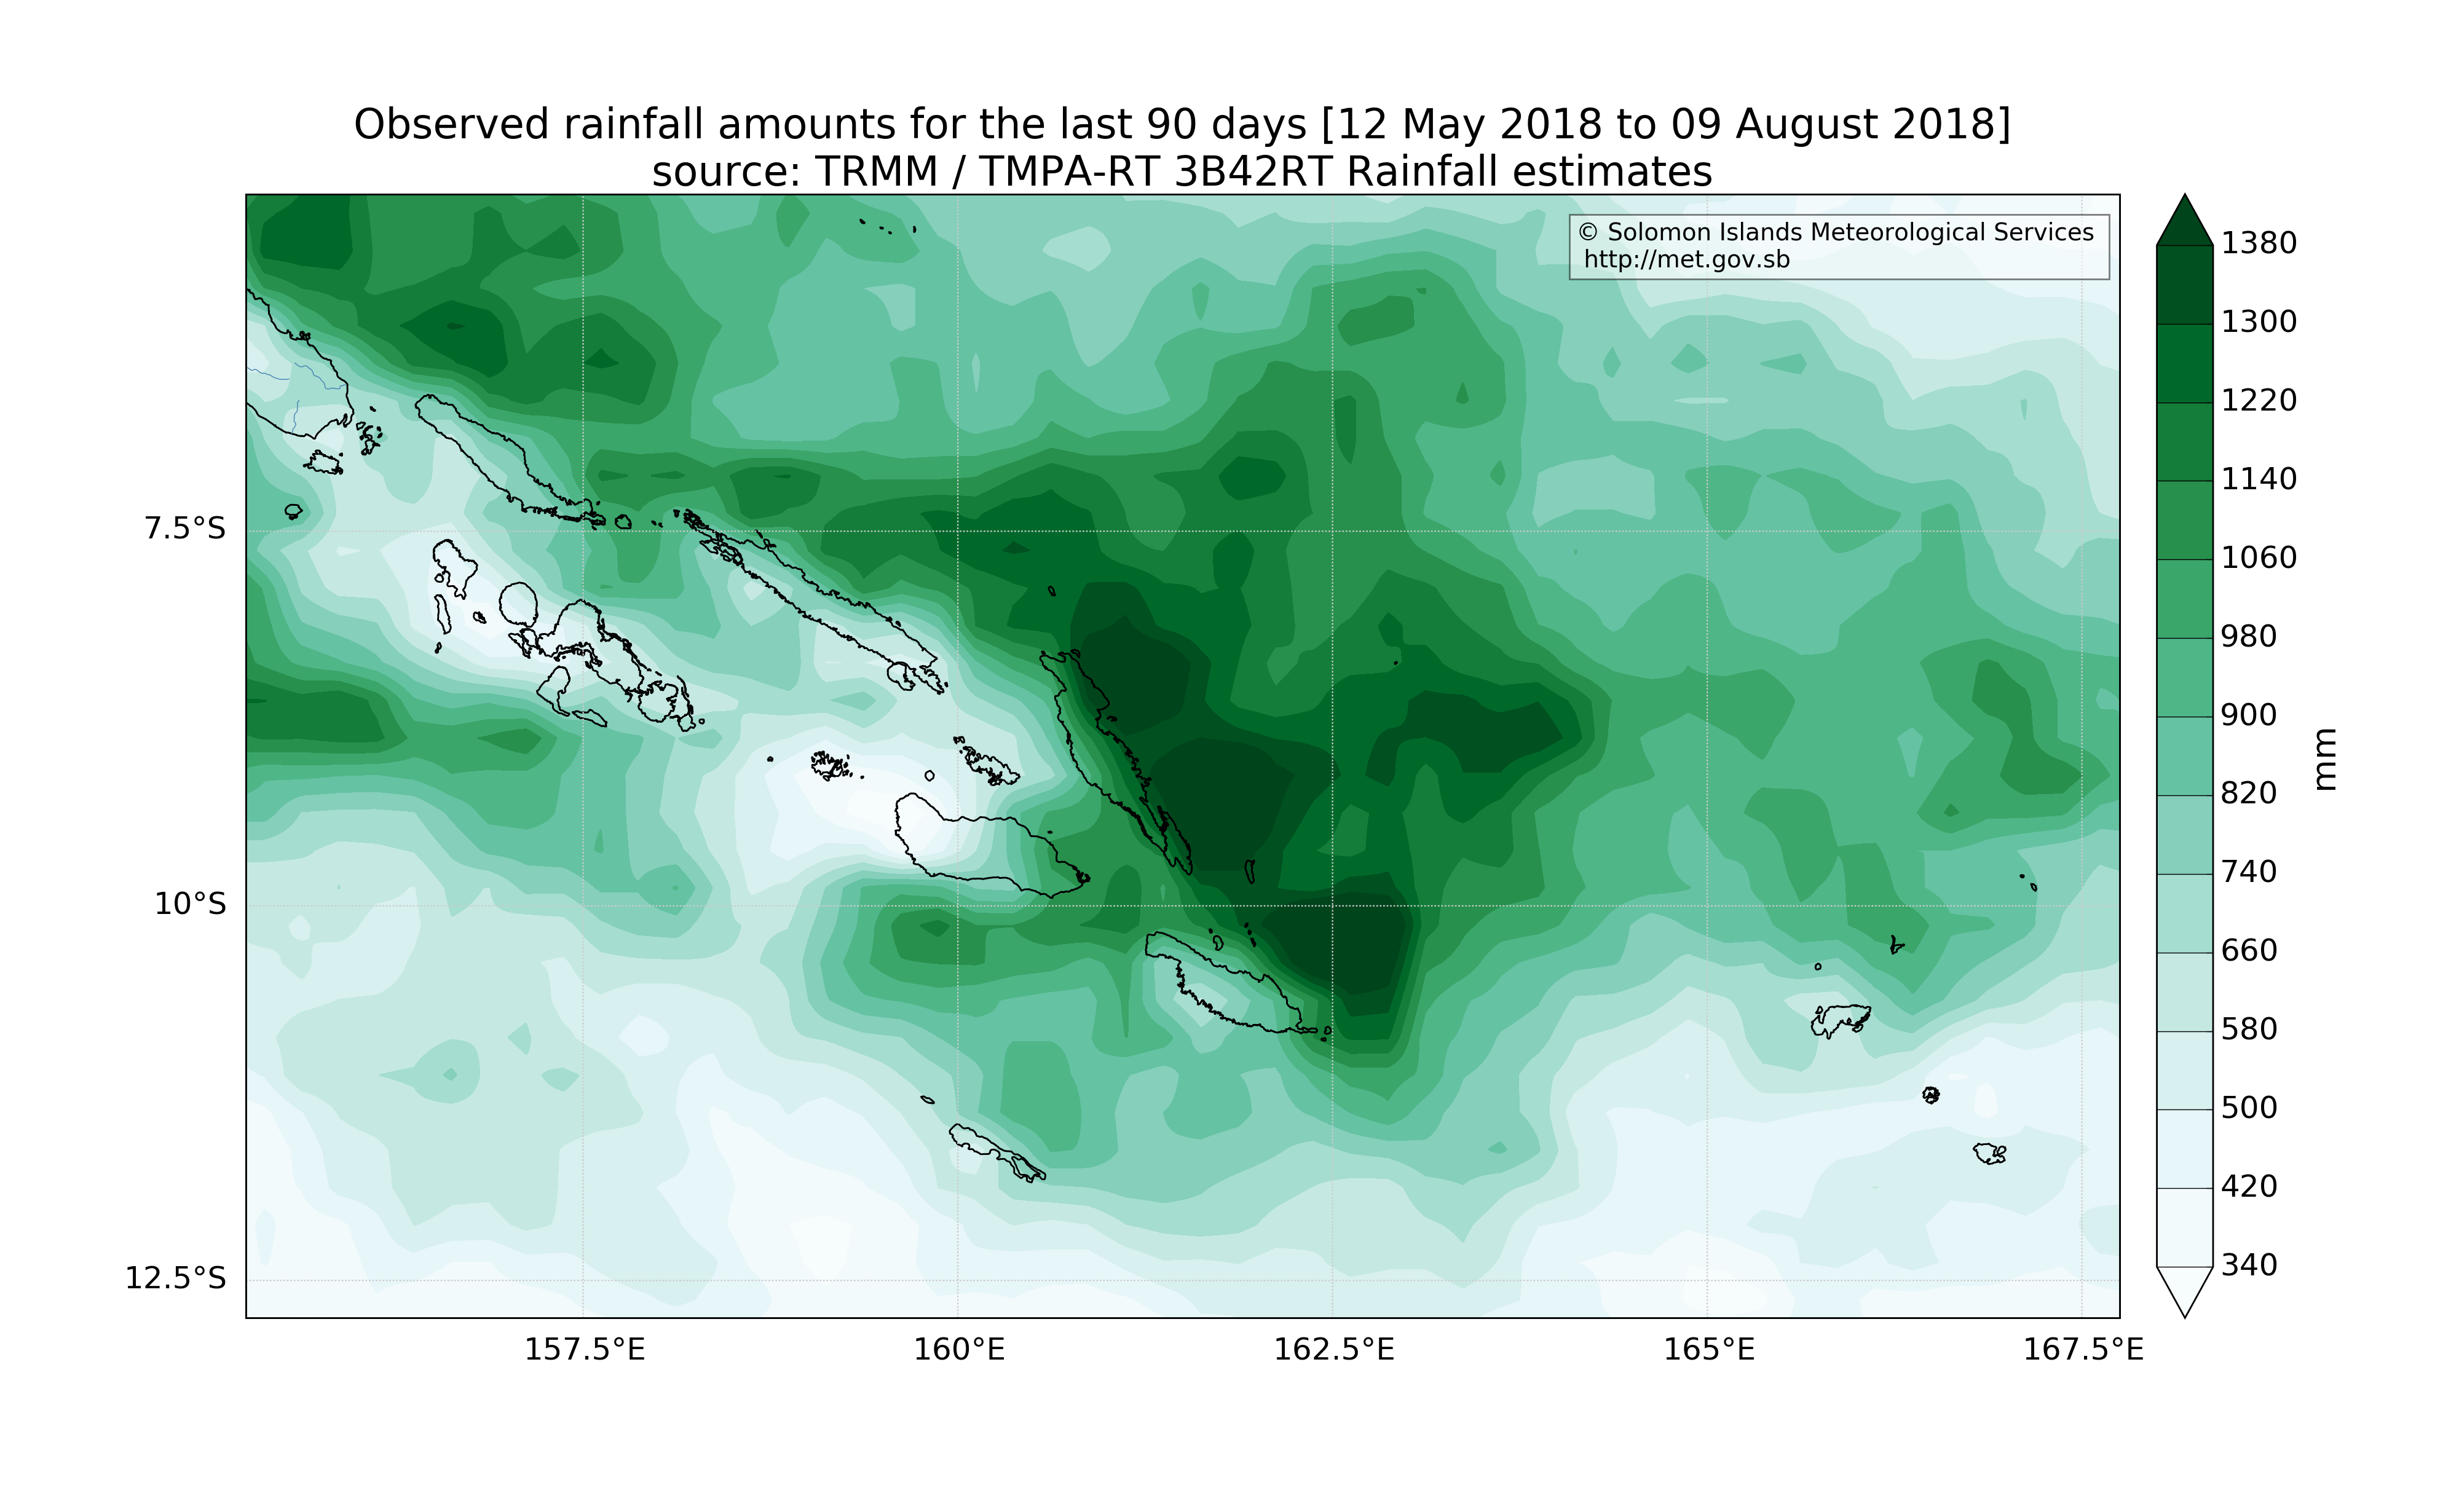 Observed rainfall amounts for the last 90 days [12 May 2018 to 09 August 2018]
source: TRMM / TMPA-RT 3B42RT Rainfall estimates
© Solomon Islands Meteorological Services
http://met.gov.sb
7.5°S
10°S
12.5°S
157.5°E
160°E
162.5°E
165°E
167.5°E
1380
1300
1220
1140
1060
980
900
820
740
660
580
500
420
340
mm